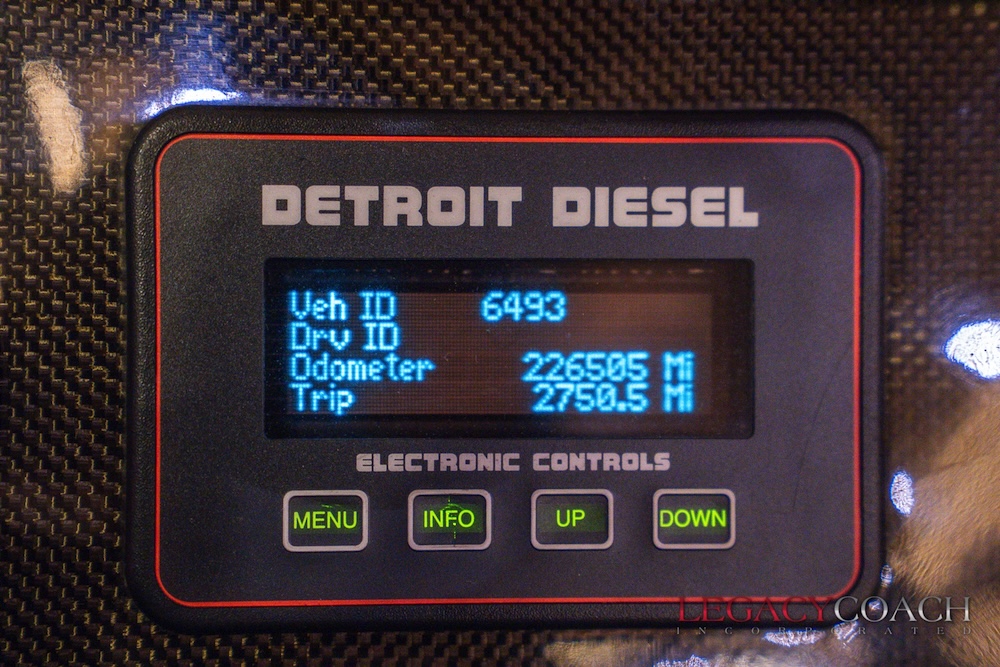 DETROIT DIESEL
Veh ID 6493
Drv ID
Odometer 226505 Mi
Trip 2750.5 Mi
ELECTRONIC CONTROLS
MENU INFO UP DOWN
LEGACY COACH
INCORPORATED